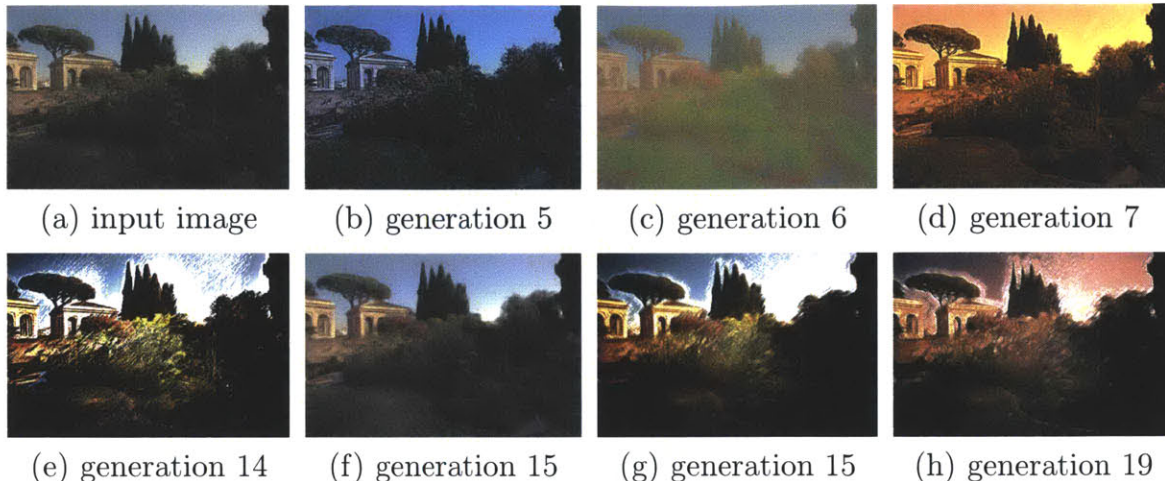 (a) input image (b) generation 5 (c) generation 6 (d) generation 7
(e) generation 14 (f) generation 15 (g) generation 15 (h) generation 19